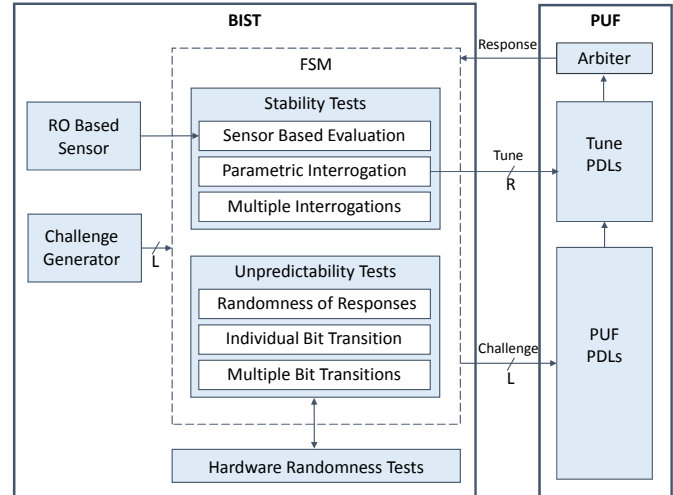 BIST
PUF
FSM
Response
Arbiter
Stability Tests
RO Based
Sensor
Sensor Based Evaluation
Parametric Interrogation
Multiple Interrogations
Tune
R
Tune
PDLs
Challenge
Generator
L
Unpredictability Tests
Randomness of Responses
Individual Bit Transition
Multiple Bit Transitions
Challenge
L
PUF
PDLs
Hardware Randomness Tests